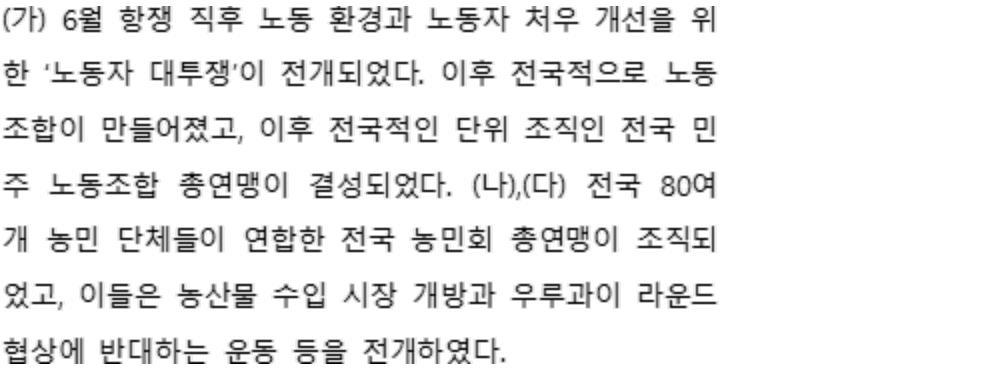 (가) 6월 항쟁 직후 노동 환경과 노동자 처우 개선을 위
한 ‘노동자 대투쟁’이 전개되었다. 이후 전국적으로 노동
조합이 만들어졌고, 이후 전국적인 단위 조직인 전국 민
주 노동조합 총연맹이 결성되었다. (나),(다) 전국 80여
개 농민 단체들이 연합한 전국 농민회 총연맹이 조직되
었고, 이들은 농산물 수입 시장 개방과 우루과이 라운드
협상에 반대하는 운동 등을 전개하였다.